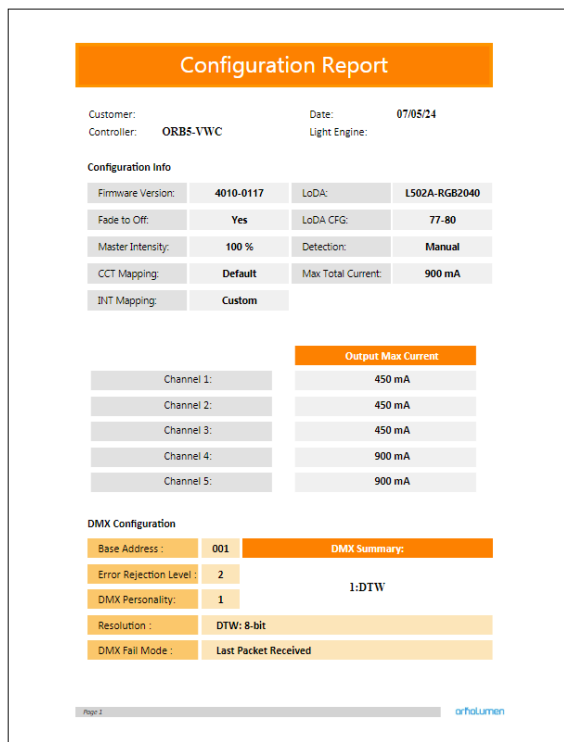 Configuration Report
Customer: Date: 07/05/24
Controller: ORB5-VWC Light Engine:
Configuration Info
Firmware Version: 4010-0117 LoDA: L502A-RGB2040
Fade to Off: Yes LoDA CFG: 77-80
Master Intensity: 100 % Detection: Manual
CCT Mapping: Default Max Total Current: 900 mA
INT Mapping: Custom
Output Max Current
Channel 1: 450 mA
Channel 2: 450 mA
Channel 3: 450 mA
Channel 4: 900 mA
Channel 5: 900 mA
DMX Configuration
Base Address : 001 DMX Summary:
Error Rejection Level : 2
1:DTW
DMX Personality: 1
Resolution : DTW: 8-bit
DMX Fail Mode : Last Packet Received
Page 1